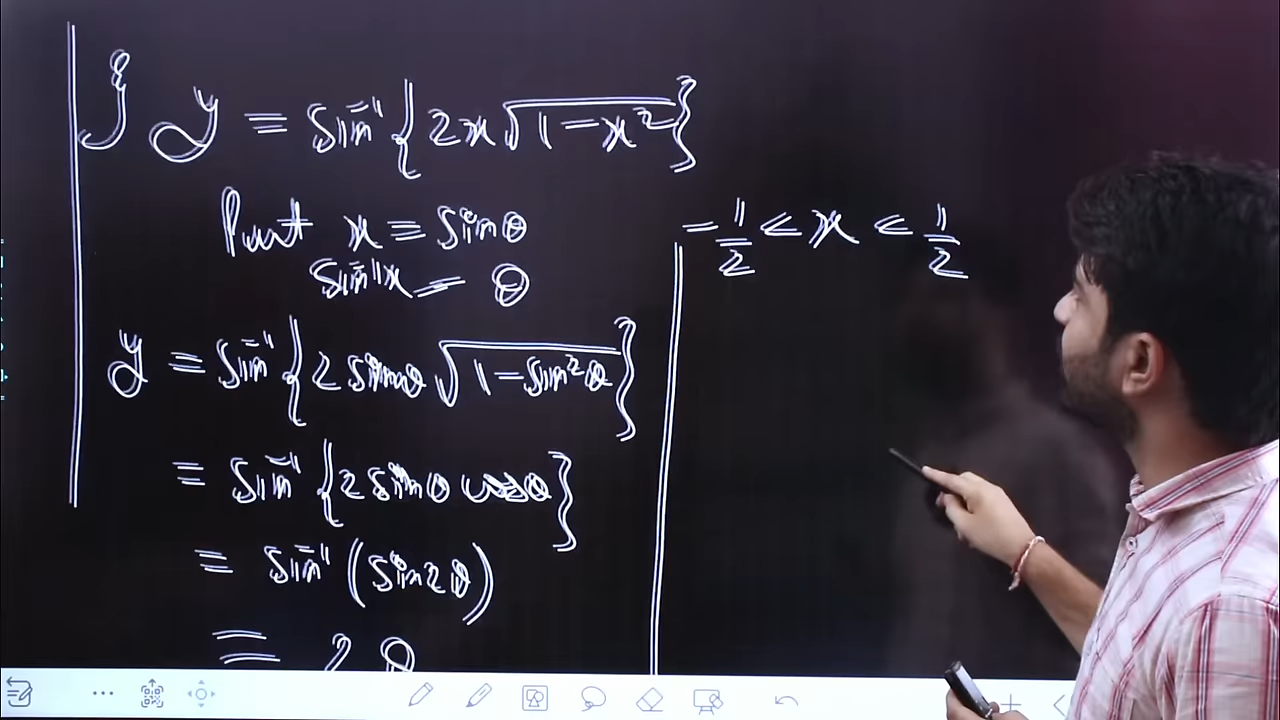 y = sin⁻¹{2x√1-x²}
Put x = sinθ
sin⁻¹x = θ
-1/2 < x < 1/2
y = sin⁻¹{2 sinθ √1-sin²θ}
= sin⁻¹{2 sinθ cosθ}
= sin⁻¹(sin2θ)
= 2θ